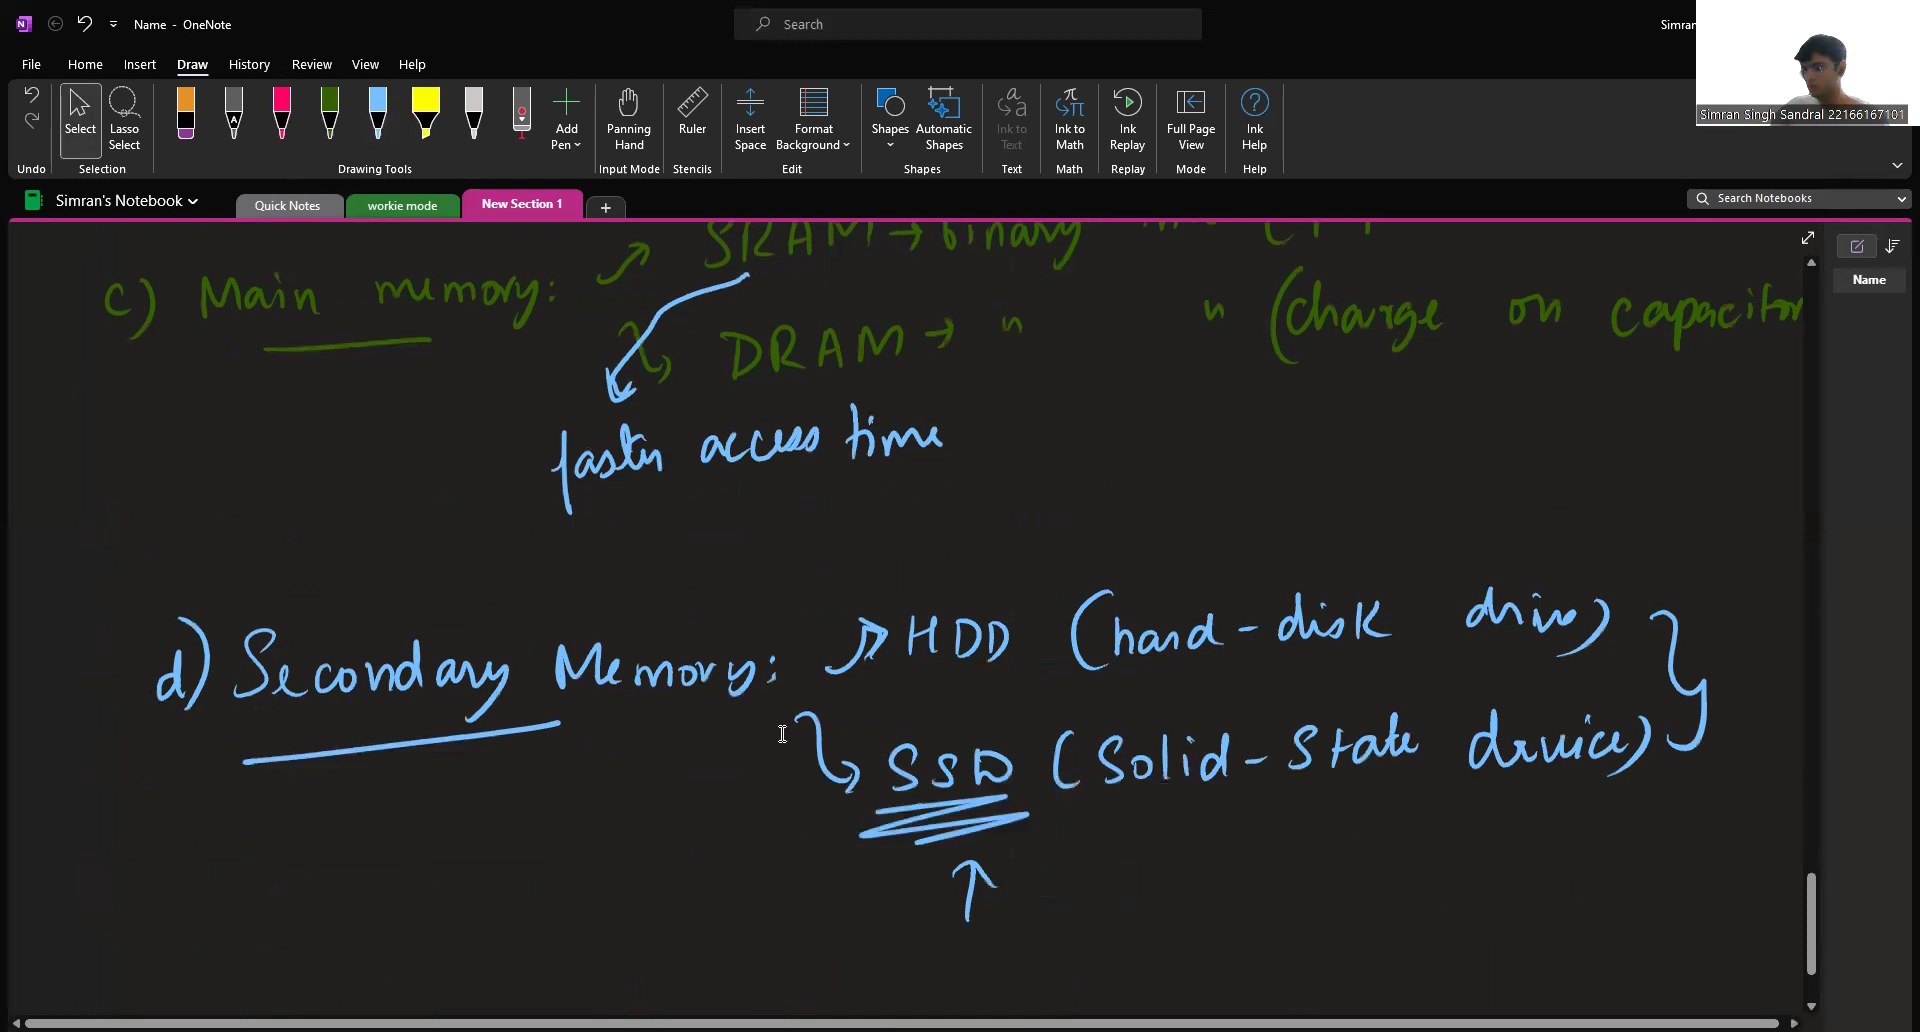 Name - OneNote
Search
Simran
File Home Insert Draw History Review View Help
Simran Singh Sandral 22166167101
Select
Lasso Select
A
Add Pen
Panning Hand
Ruler
Insert Space
Format Background
Shapes
Automatic Shapes
Ink to Text
Ink to Math
Ink Replay
Full Page View
Ink Help
Undo Selection Drawing Tools Input Mode Stencils Edit Shapes Text Math Replay Mode Help
Simran's Notebook
Quick Notes
workie mode
New Section 1
+
Search Notebooks
Name
SRAM → binary
c) Main memory:
DRAM → " " (charge on capacitor
faster access time
d) Secondary Memory:
HDD (hard-disk drive)
SSD (Solid-State device)